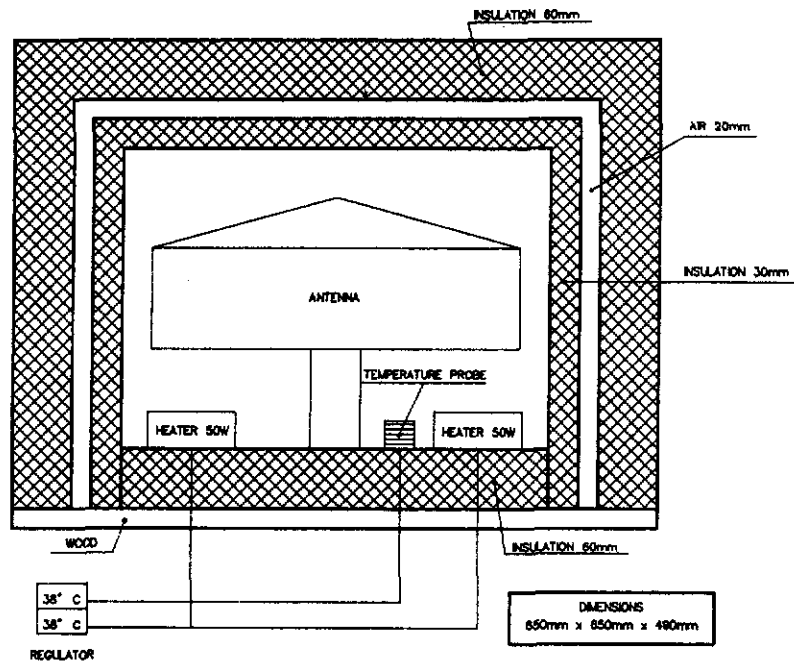 INSULATION 60mm
AIR 20mm
INSULATION 30mm
ANTENNA
TEMPERATURE PROBE
HEATER 50W
HEATER 50W
WOOD
INSULATION 60mm
38° C
38° C
REGULATOR
DIMENSIONS
650mm x 650mm x 490mm